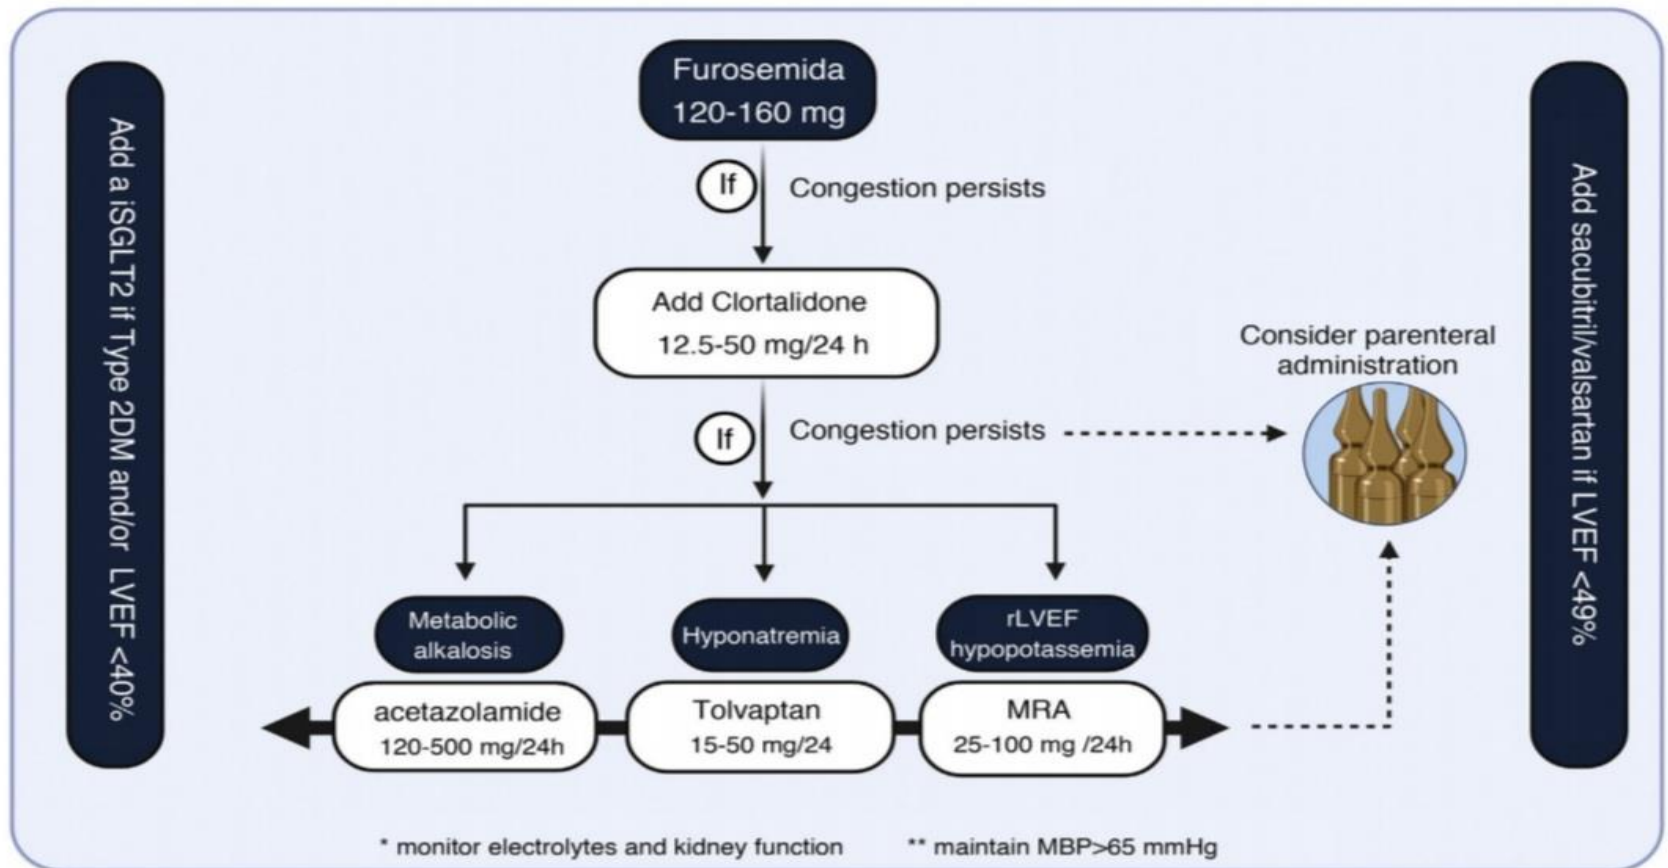 Add a iSGLT2 if Type 2DM and/or LVEF <40%
Furosemida
120-160 mg
If
Congestion persists
Add Clortalidone
12.5-50 mg/24 h
If
Congestion persists
Consider parenteral
administration
Metabolic
alkalosis
acetazolamide
120-500 mg/24h
Hyponatremia
Tolvaptan
15-50 mg/24
rLVEF
hypopotassemia
MRA
25-100 mg /24h
Add sacubitril/valsartan if LVEF <49%
* monitor electrolytes and kidney function
** maintain MBP>65 mmHg